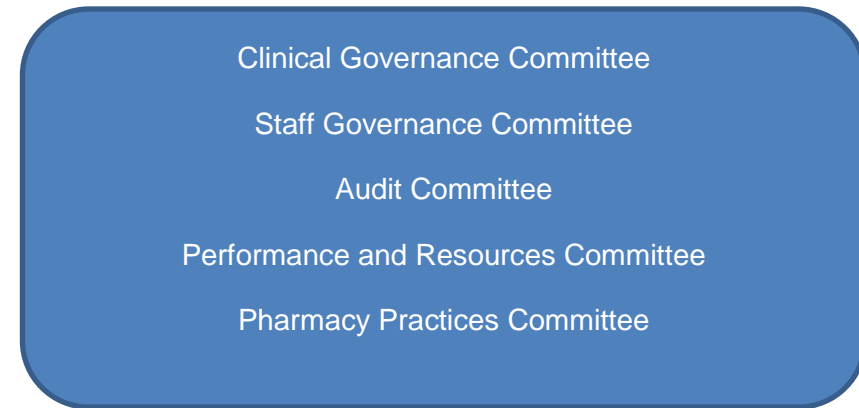 Clinical Governance Committee
Staff Governance Committee
Audit Committee
Performance and Resources Committee
Pharmacy Practices Committee